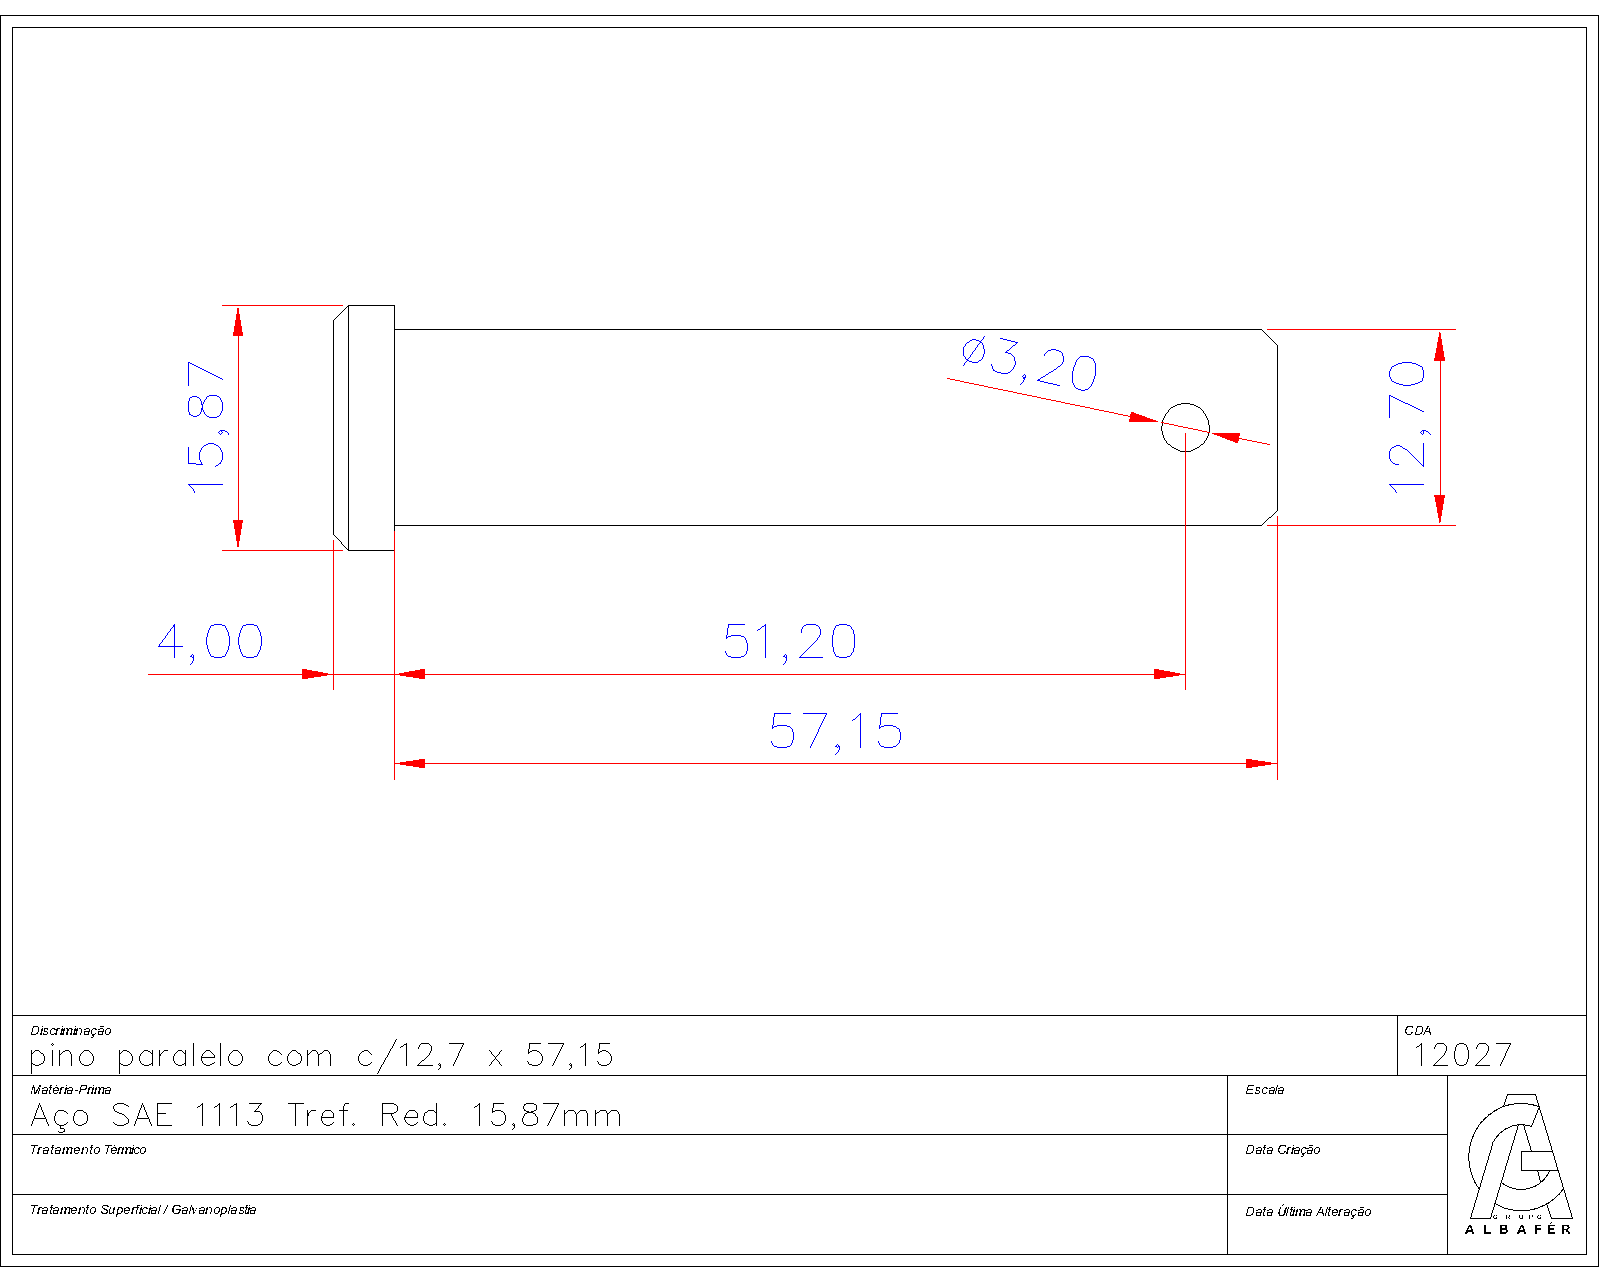 Ø3,20
15,87
12,70
4,00
51,20
57,15
Discriminação
pino paralelo com c/12,7 x 57,15
CDA
12027
Matéria-Prima
Aço SAE 1113 Tref. Red. 15,87mm
Escala
Tratamento Térmico
Data Criação
Tratamento Superficial / Galvanoplastia
Data Última Alteração
GRUPO
ALBAFÉR